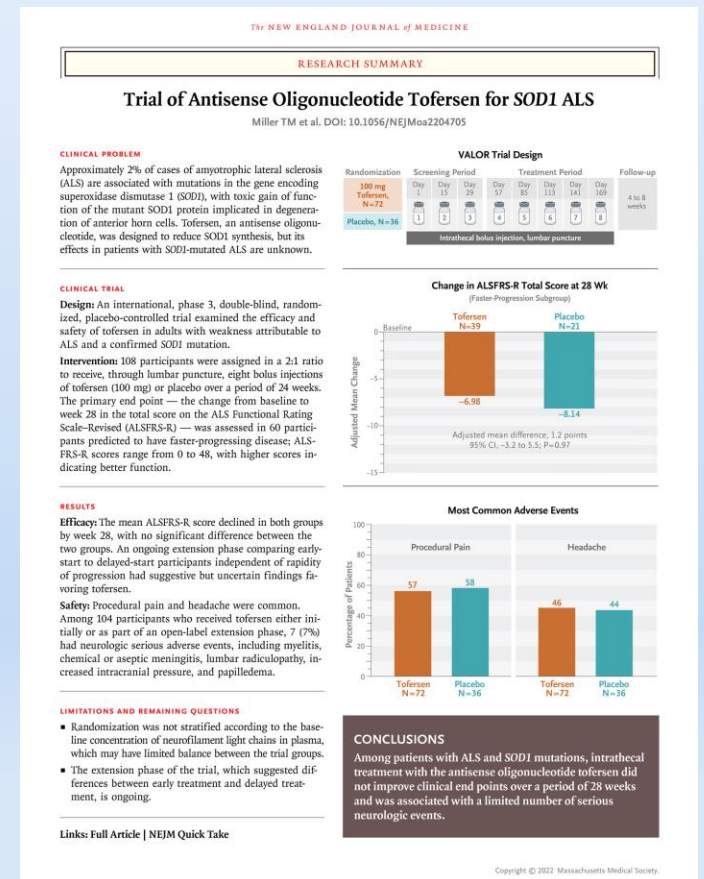 The NEW ENGLAND JOURNAL of MEDICINE
RESEARCH SUMMARY
Trial of Antisense Oligonucleotide Tofersen for SOD1 ALS
Miller TM et al. DOI: 10.1056/NEJMoa2204705
CLINICAL PROBLEM
Approximately 2% of cases of amyotrophic lateral sclerosis
(ALS) are associated with mutations in the gene encoding
superoxide dismutase 1 (SOD1), with toxic gain of func-
tion of the mutant SOD1 protein implicated in degenera-
tion of anterior horn cells. Tofersen, an antisense oligonu-
cleotide, was designed to reduce SOD1 synthesis, but its
effects in patients with SOD1-mutated ALS are unknown.
CLINICAL TRIAL
Design: An international, phase 3, double-blind, random-
ized, placebo-controlled trial examined the efficacy and
safety of tofersen in adults with weakness attributable to
ALS and a confirmed SOD1 mutation.
Intervention: 108 participants were assigned in a 2:1 ratio
to receive, through lumbar puncture, eight bolus injections
of tofersen (100 mg) or placebo over a period of 24 weeks.
The primary end point — the change from baseline to
week 28 in the total score on the ALS Functional Rating
Scale–Revised (ALSFRS-R) — was assessed in 60 partici-
pants predicted to have faster-progressing disease; ALS-
FRS-R scores range from 0 to 48, with higher scores in-
dicating better function.
RESULTS
Efficacy: The mean ALSFRS-R score declined in both groups
by week 28, with no significant difference between the
two groups. An ongoing extension phase comparing early-
start to delayed-start participants independent of rapidity
of progression had suggestive but uncertain findings fa-
voring tofersen.
Safety: Procedural pain and headache were common.
Among 104 participants who received tofersen either ini-
tially or as part of an open-label extension phase, 7 (7%)
had neurologic serious adverse events, including myelitis,
chemical or aseptic meningitis, lumbar radiculopathy, in-
creased intracranial pressure, and papilledema.
LIMITATIONS AND REMAINING QUESTIONS
■ Randomization was not stratified according to the base-
line concentration of neurofilament light chains in plasma,
which may have limited balance between the trial groups.
■ The extension phase of the trial, which suggested dif-
ferences between early treatment and delayed treat-
ment, is ongoing.
Links: Full Article | NEJM Quick Take
VALOR Trial Design
Randomization Screening Period Treatment Period Follow-up
100 mg
Tofersen,
N=72
Placebo, N=36
Day 1 Day 15 Day 29 Day 57 Day 85 Day 113 Day 141 Day 169
1 2 3 4 5 6 7 8
4 to 8
weeks
Intrathecal bolus injection, lumbar puncture
Change in ALSFRS-R Total Score at 28 Wk
(Faster-Progression Subgroup)
Tofersen
N=39
Placebo
N=21
Adjusted Mean Change
0
-5
-10
-15
Baseline
−6.98
−8.14
Adjusted mean difference, 1.2 points
95% CI, −3.2 to 5.5; P=0.97
Most Common Adverse Events
Percentage of Patients
100
80
60
40
20
0
Procedural Pain Headache
57 58 46 44
Tofersen
N=72
Placebo
N=36
Tofersen
N=72
Placebo
N=36
CONCLUSIONS
Among patients with ALS and SOD1 mutations, intrathecal
treatment with the antisense oligonucleotide tofersen did
not improve clinical end points over a period of 28 weeks
and was associated with a limited number of serious
neurologic events.
Copyright © 2022 Massachusetts Medical Society.